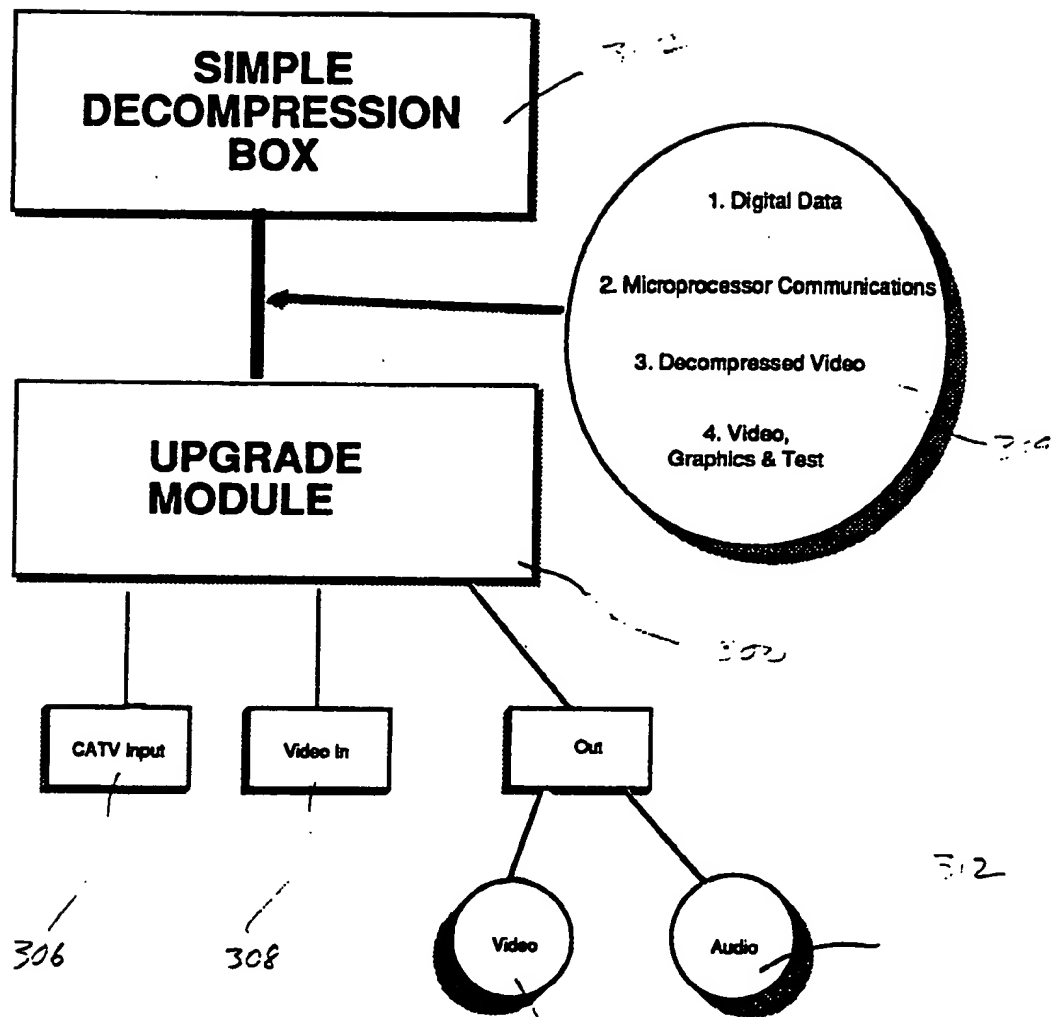 SIMPLE
DECOMPRESSION
BOX
1. Digital Data
2. Microprocessor Communications
3. Decompressed Video
4. Video,
Graphics & Test
UPGRADE
MODULE
CATV Input
Video In
Out
312
306
308
Video
Audio